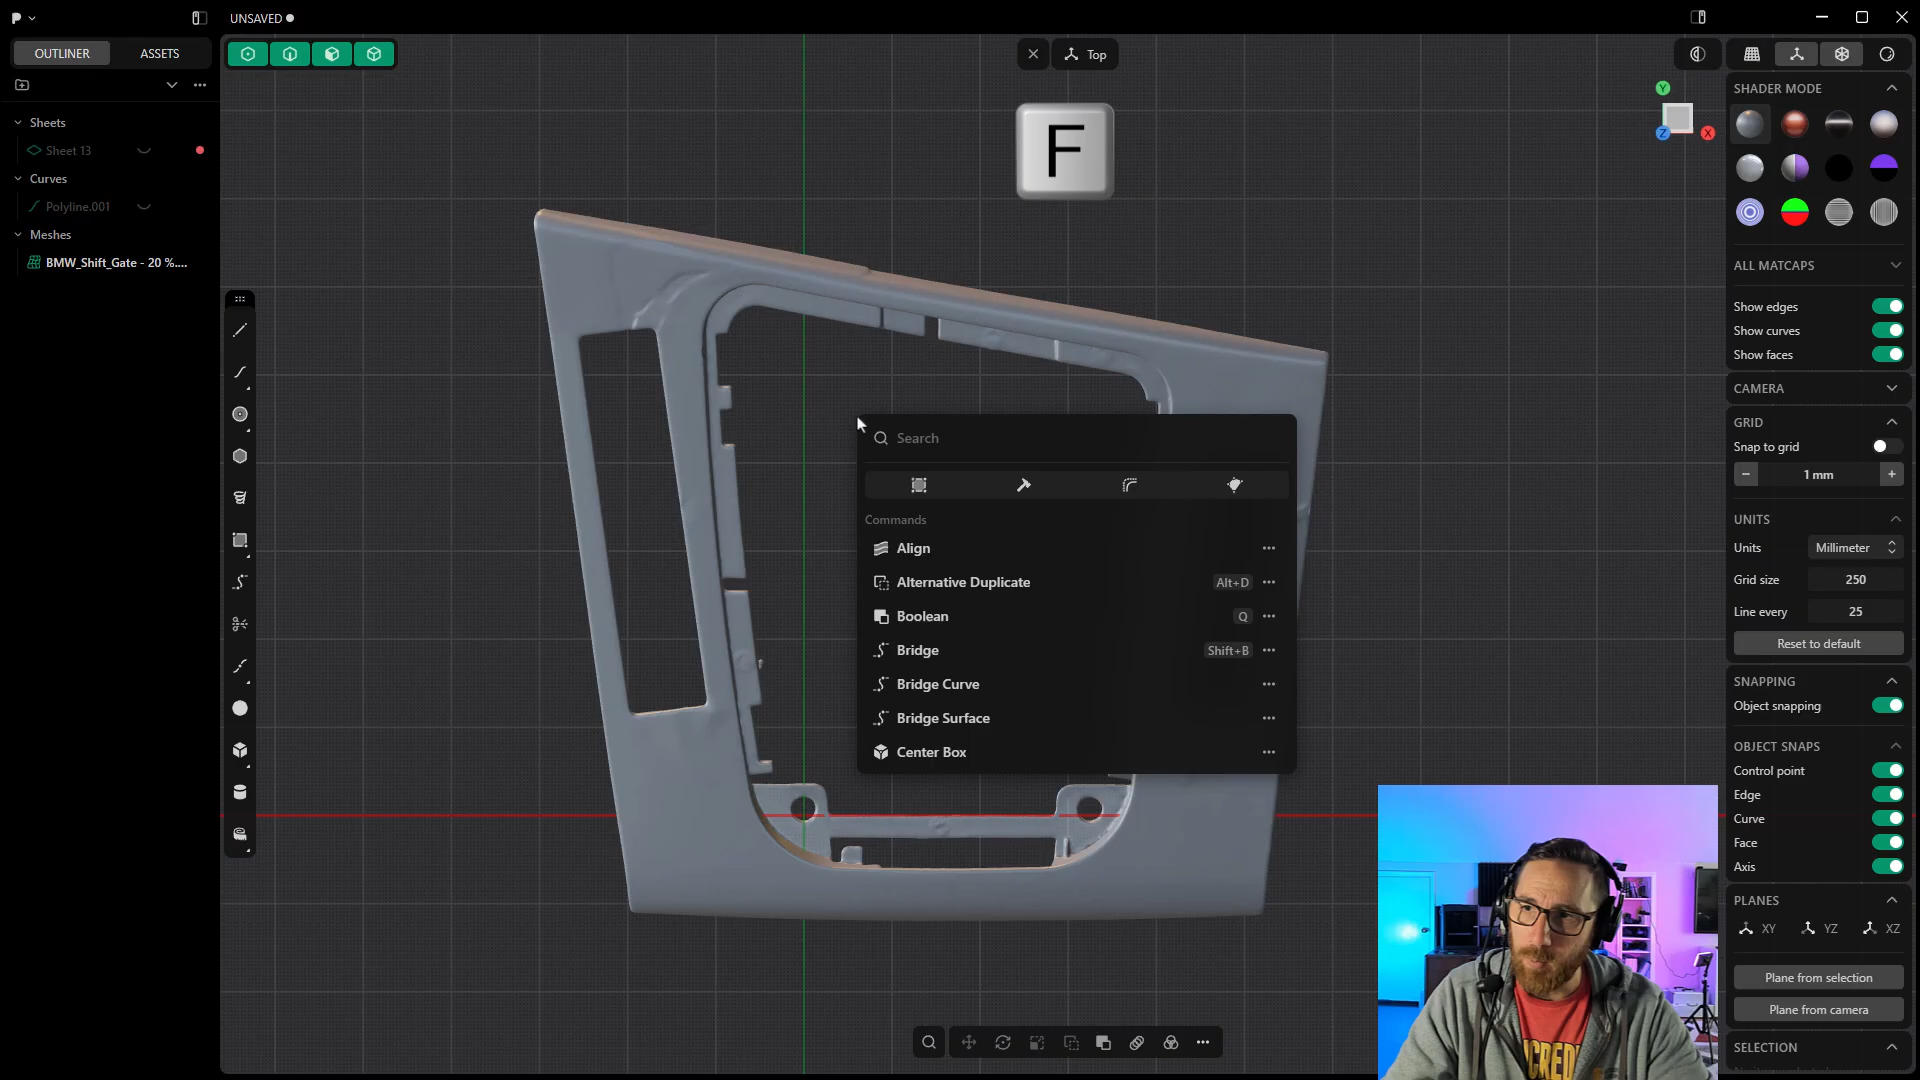 UNSAVED
OUTLINER
ASSETS
Top
F
Y
Z
X
Sheets
Sheet 13
Curves
Polyline.001
Meshes
BMW_Shift_Gate - 20 %....
Search
Commands
Align
Alternative Duplicate Alt+D
Boolean Q
Bridge Shift+B
Bridge Curve
Bridge Surface
Center Box
SHADER MODE
ALL MATCAPS
Show edges
Show curves
Show faces
CAMERA
GRID
Snap to grid
− 1 mm +
UNITS
Units Millimeter
Grid size 250
Line every 25
Reset to default
SNAPPING
Object snapping
OBJECT SNAPS
Control point
Edge
Curve
Face
Axis
PLANES
XY YZ XZ
Plane from selection
Plane from camera
SELECTION